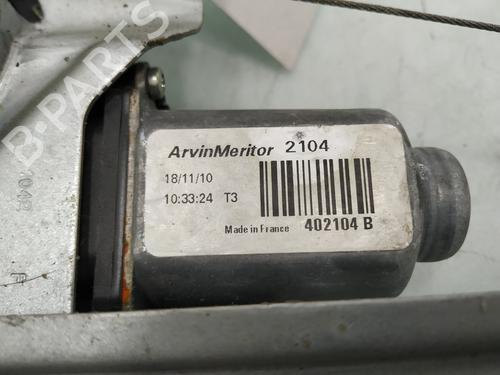 B-PARTS
ArvinMeritor 2104
18/11/10
10:33:24 T3
Made in France 402104 B